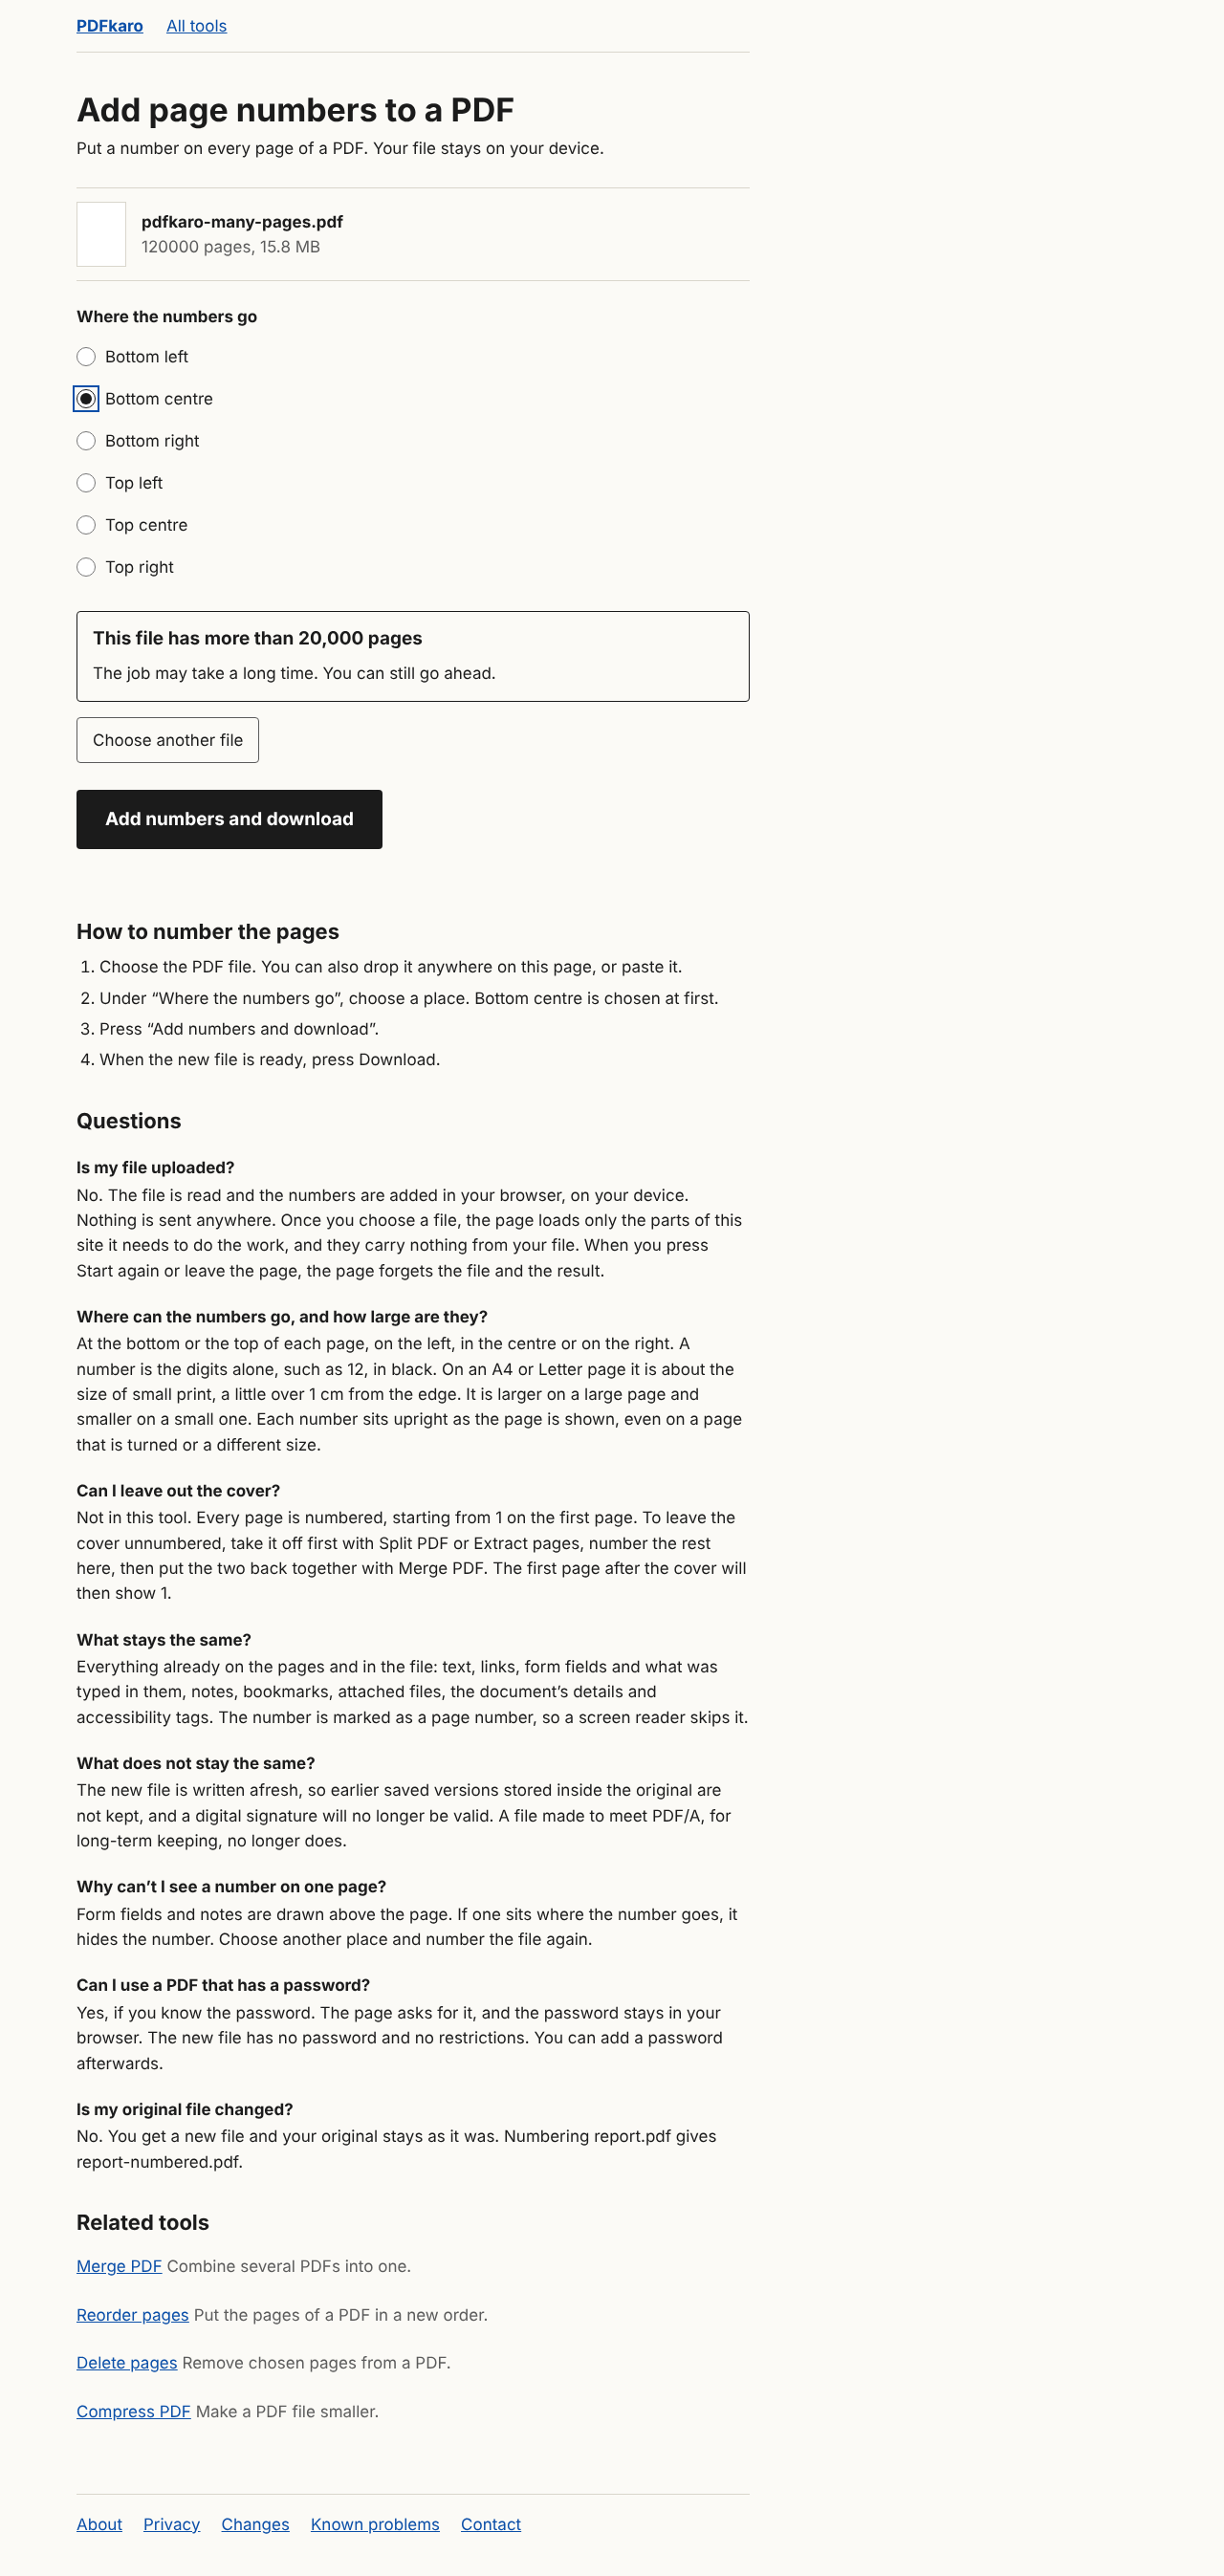 PDFkaro All tools
Add page numbers to a PDF
Put a number on every page of a PDF. Your file stays on your device.
pdfkaro-many-pages.pdf
120000 pages, 15.8 MB
Where the numbers go
Bottom left
Bottom centre
Bottom right
Top left
Top centre
Top right
This file has more than 20,000 pages
The job may take a long time. You can still go ahead.
Choose another file
Add numbers and download
How to number the pages
1. Choose the PDF file. You can also drop it anywhere on this page, or paste it.
2. Under “Where the numbers go”, choose a place. Bottom centre is chosen at first.
3. Press “Add numbers and download”.
4. When the new file is ready, press Download.
Questions
Is my file uploaded?
No. The file is read and the numbers are added in your browser, on your device.
Nothing is sent anywhere. Once you choose a file, the page loads only the parts of this
site it needs to do the work, and they carry nothing from your file. When you press
Start again or leave the page, the page forgets the file and the result.
Where can the numbers go, and how large are they?
At the bottom or the top of each page, on the left, in the centre or on the right. A
number is the digits alone, such as 12, in black. On an A4 or Letter page it is about the
size of small print, a little over 1 cm from the edge. It is larger on a large page and
smaller on a small one. Each number sits upright as the page is shown, even on a page
that is turned or a different size.
Can I leave out the cover?
Not in this tool. Every page is numbered, starting from 1 on the first page. To leave the
cover unnumbered, take it off first with Split PDF or Extract pages, number the rest
here, then put the two back together with Merge PDF. The first page after the cover will
then show 1.
What stays the same?
Everything already on the pages and in the file: text, links, form fields and what was
typed in them, notes, bookmarks, attached files, the document’s details and
accessibility tags. The number is marked as a page number, so a screen reader skips it.
What does not stay the same?
The new file is written afresh, so earlier saved versions stored inside the original are
not kept, and a digital signature will no longer be valid. A file made to meet PDF/A, for
long-term keeping, no longer does.
Why can’t I see a number on one page?
Form fields and notes are drawn above the page. If one sits where the number goes, it
hides the number. Choose another place and number the file again.
Can I use a PDF that has a password?
Yes, if you know the password. The page asks for it, and the password stays in your
browser. The new file has no password and no restrictions. You can add a password
afterwards.
Is my original file changed?
No. You get a new file and your original stays as it was. Numbering report.pdf gives
report-numbered.pdf.
Related tools
Merge PDF Combine several PDFs into one.
Reorder pages Put the pages of a PDF in a new order.
Delete pages Remove chosen pages from a PDF.
Compress PDF Make a PDF file smaller.
About Privacy Changes Known problems Contact